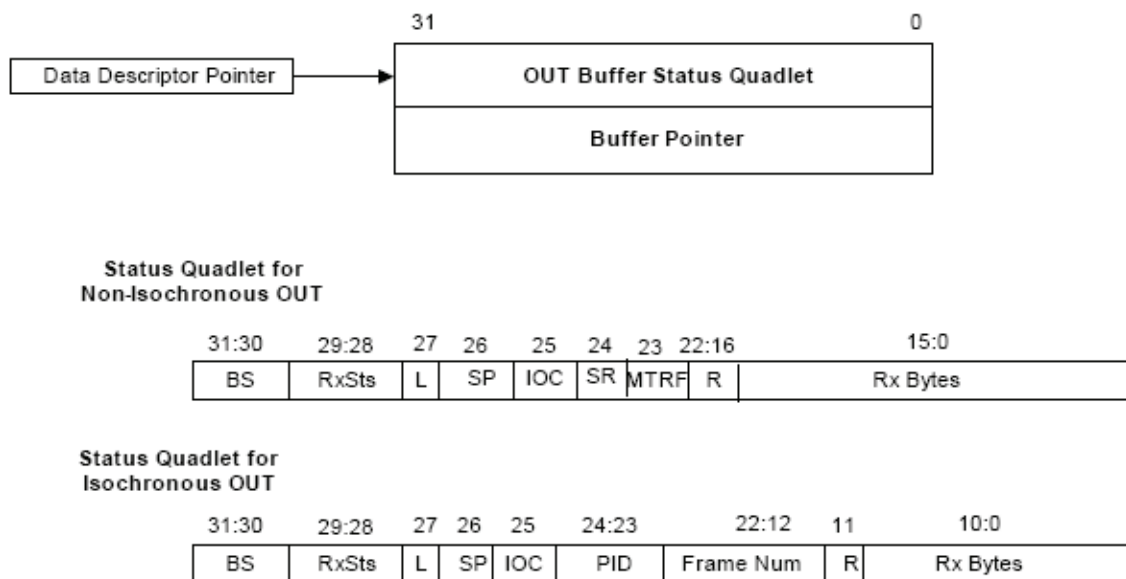 31 0
Data Descriptor Pointer
OUT Buffer Status Quadlet
Buffer Pointer
Status Quadlet for
Non-Isochronous OUT
31:30 29:28 27 26 25 24 23 22:16 15:0
BS RxSts L SP IOC SR MTRF R Rx Bytes
Status Quadlet for
Isochronous OUT
31:30 29:28 27 26 25 24:23 22:12 11 10:0
BS RxSts L SP IOC PID Frame Num R Rx Bytes